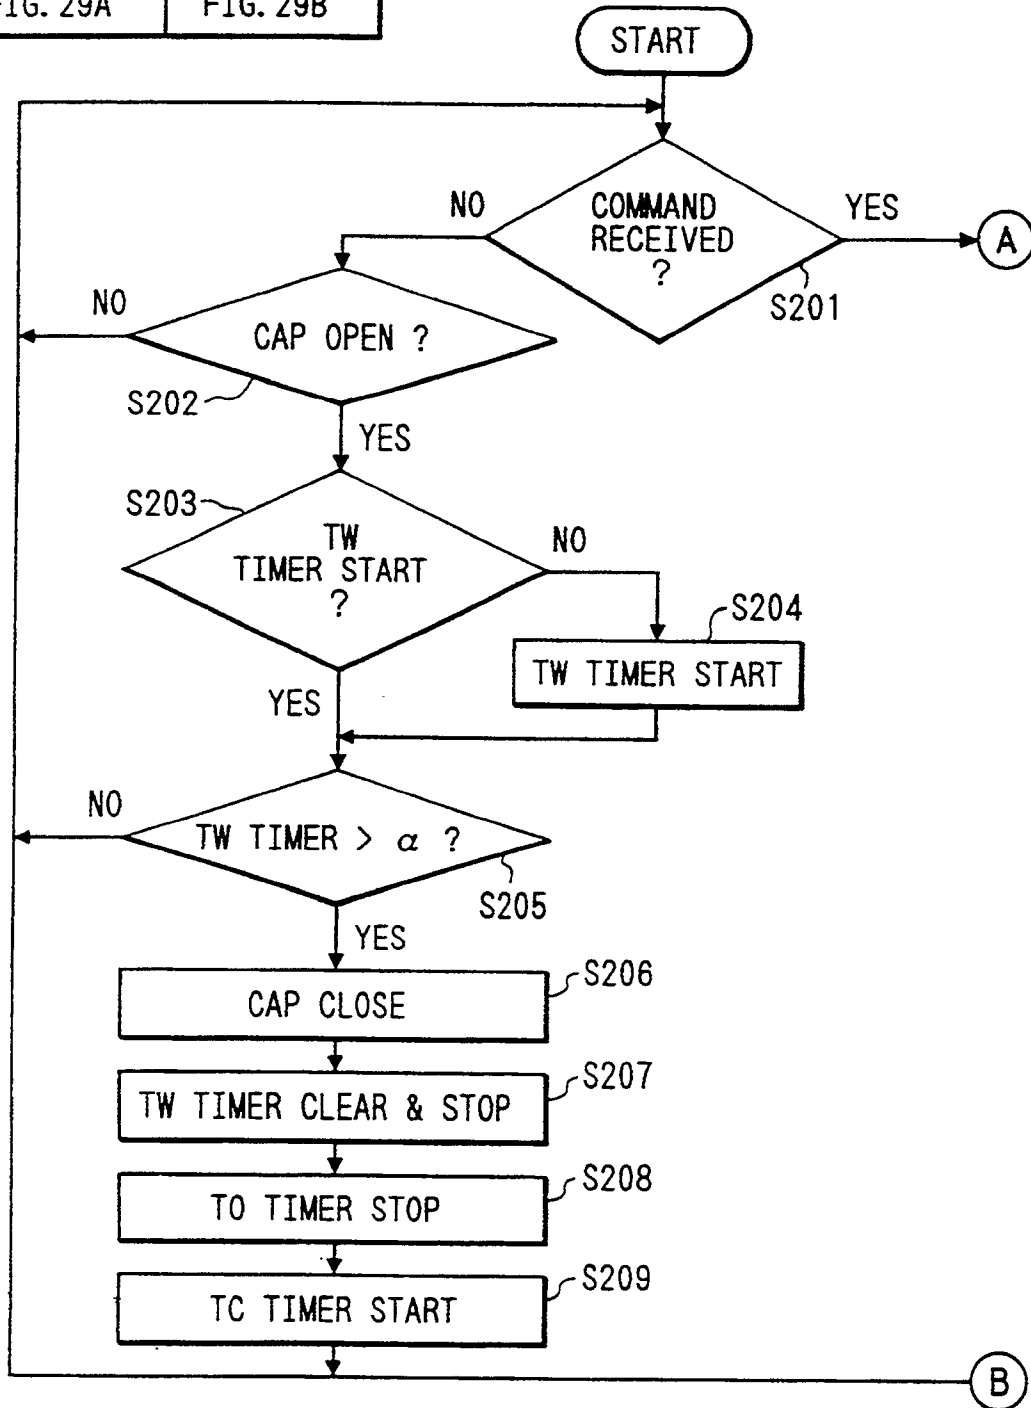 FIG. 29A FIG. 29B
START
COMMAND
RECEIVED
?
NO
YES
A
S201
CAP OPEN ?
NO
S202
YES
S203
TW
TIMER START
?
NO
S204
TW TIMER START
YES
TW TIMER > α ?
NO
S205
YES
CAP CLOSE
S206
TW TIMER CLEAR & STOP
S207
TO TIMER STOP
S208
TC TIMER START
S209
B